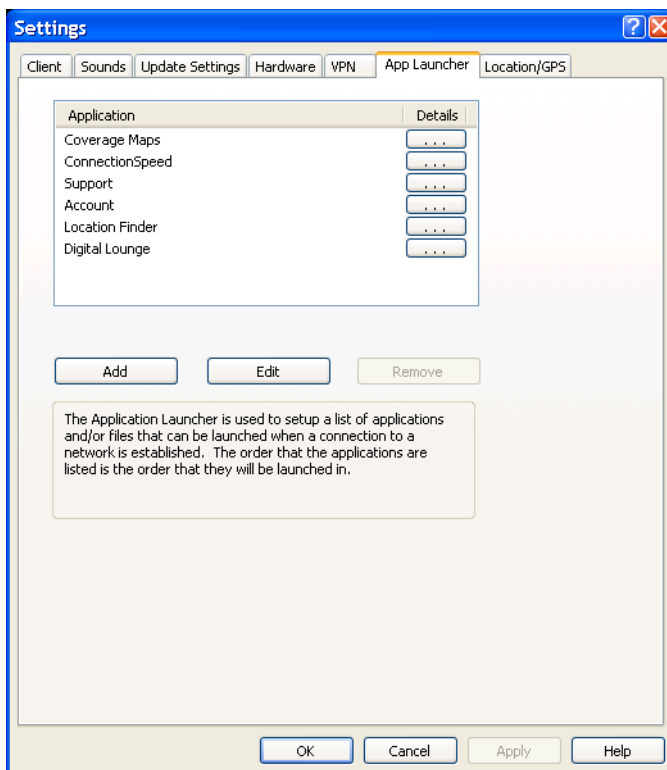 Settings
Client Sounds Update Settings Hardware VPN App Launcher Location/GPS
Application Details
Coverage Maps ...
ConnectionSpeed ...
Support ...
Account ...
Location Finder ...
Digital Lounge ...
Add Edit Remove
The Application Launcher is used to setup a list of applications
and/or files that can be launched when a connection to a
network is established. The order that the applications are
listed is the order that they will be launched in.
OK Cancel Apply Help